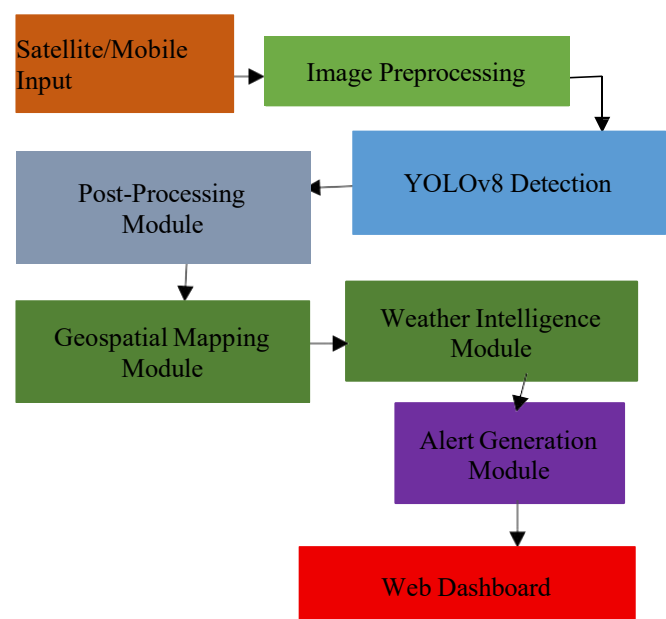 Satellite/Mobile
Input
Image Preprocessing
YOLOv8 Detection
Post-Processing
Module
Geospatial Mapping
Module
Weather Intelligence
Module
Alert Generation
Module
Web Dashboard